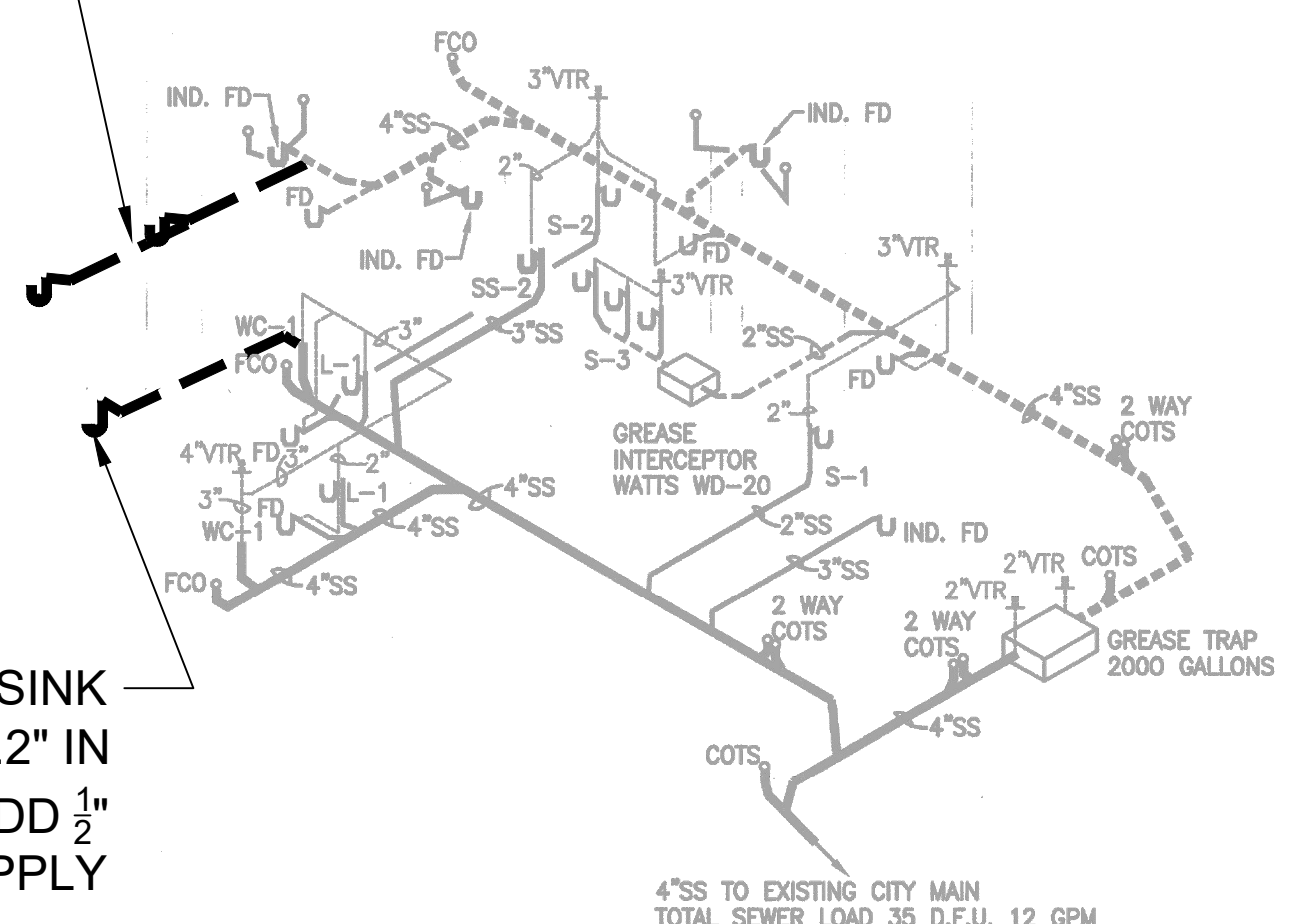 FCO
3"VTR
IND. FD
4"SS
IND. FD
2"
FD
S-2
FD
3"VTR
IND. FD
SS-2
3"VTR
WC-1
3"
3"SS
2"SS
FCO
L-1
S-3
FD
4"SS
2 WAY
COTS
2"
GREASE
INTERCEPTOR
WATTS WD-20
4"VTR
FD
3"
2"
S-1
3"
FD
L-1
4"SS
4"SS
2"SS
WC-1
IND. FD
3"SS
FCO
4"SS
2"VTR
COTS
2"VTR
2 WAY
COTS
2 WAY
COTS
GREASE TRAP
2000 GALLONS
SINK
2" IN
DD 1/2"
PPLY
4"SS
COTS
4"SS TO EXISTING CITY MAIN
TOTAL SEWER LOAD 35 D.F.U. 12 GPM